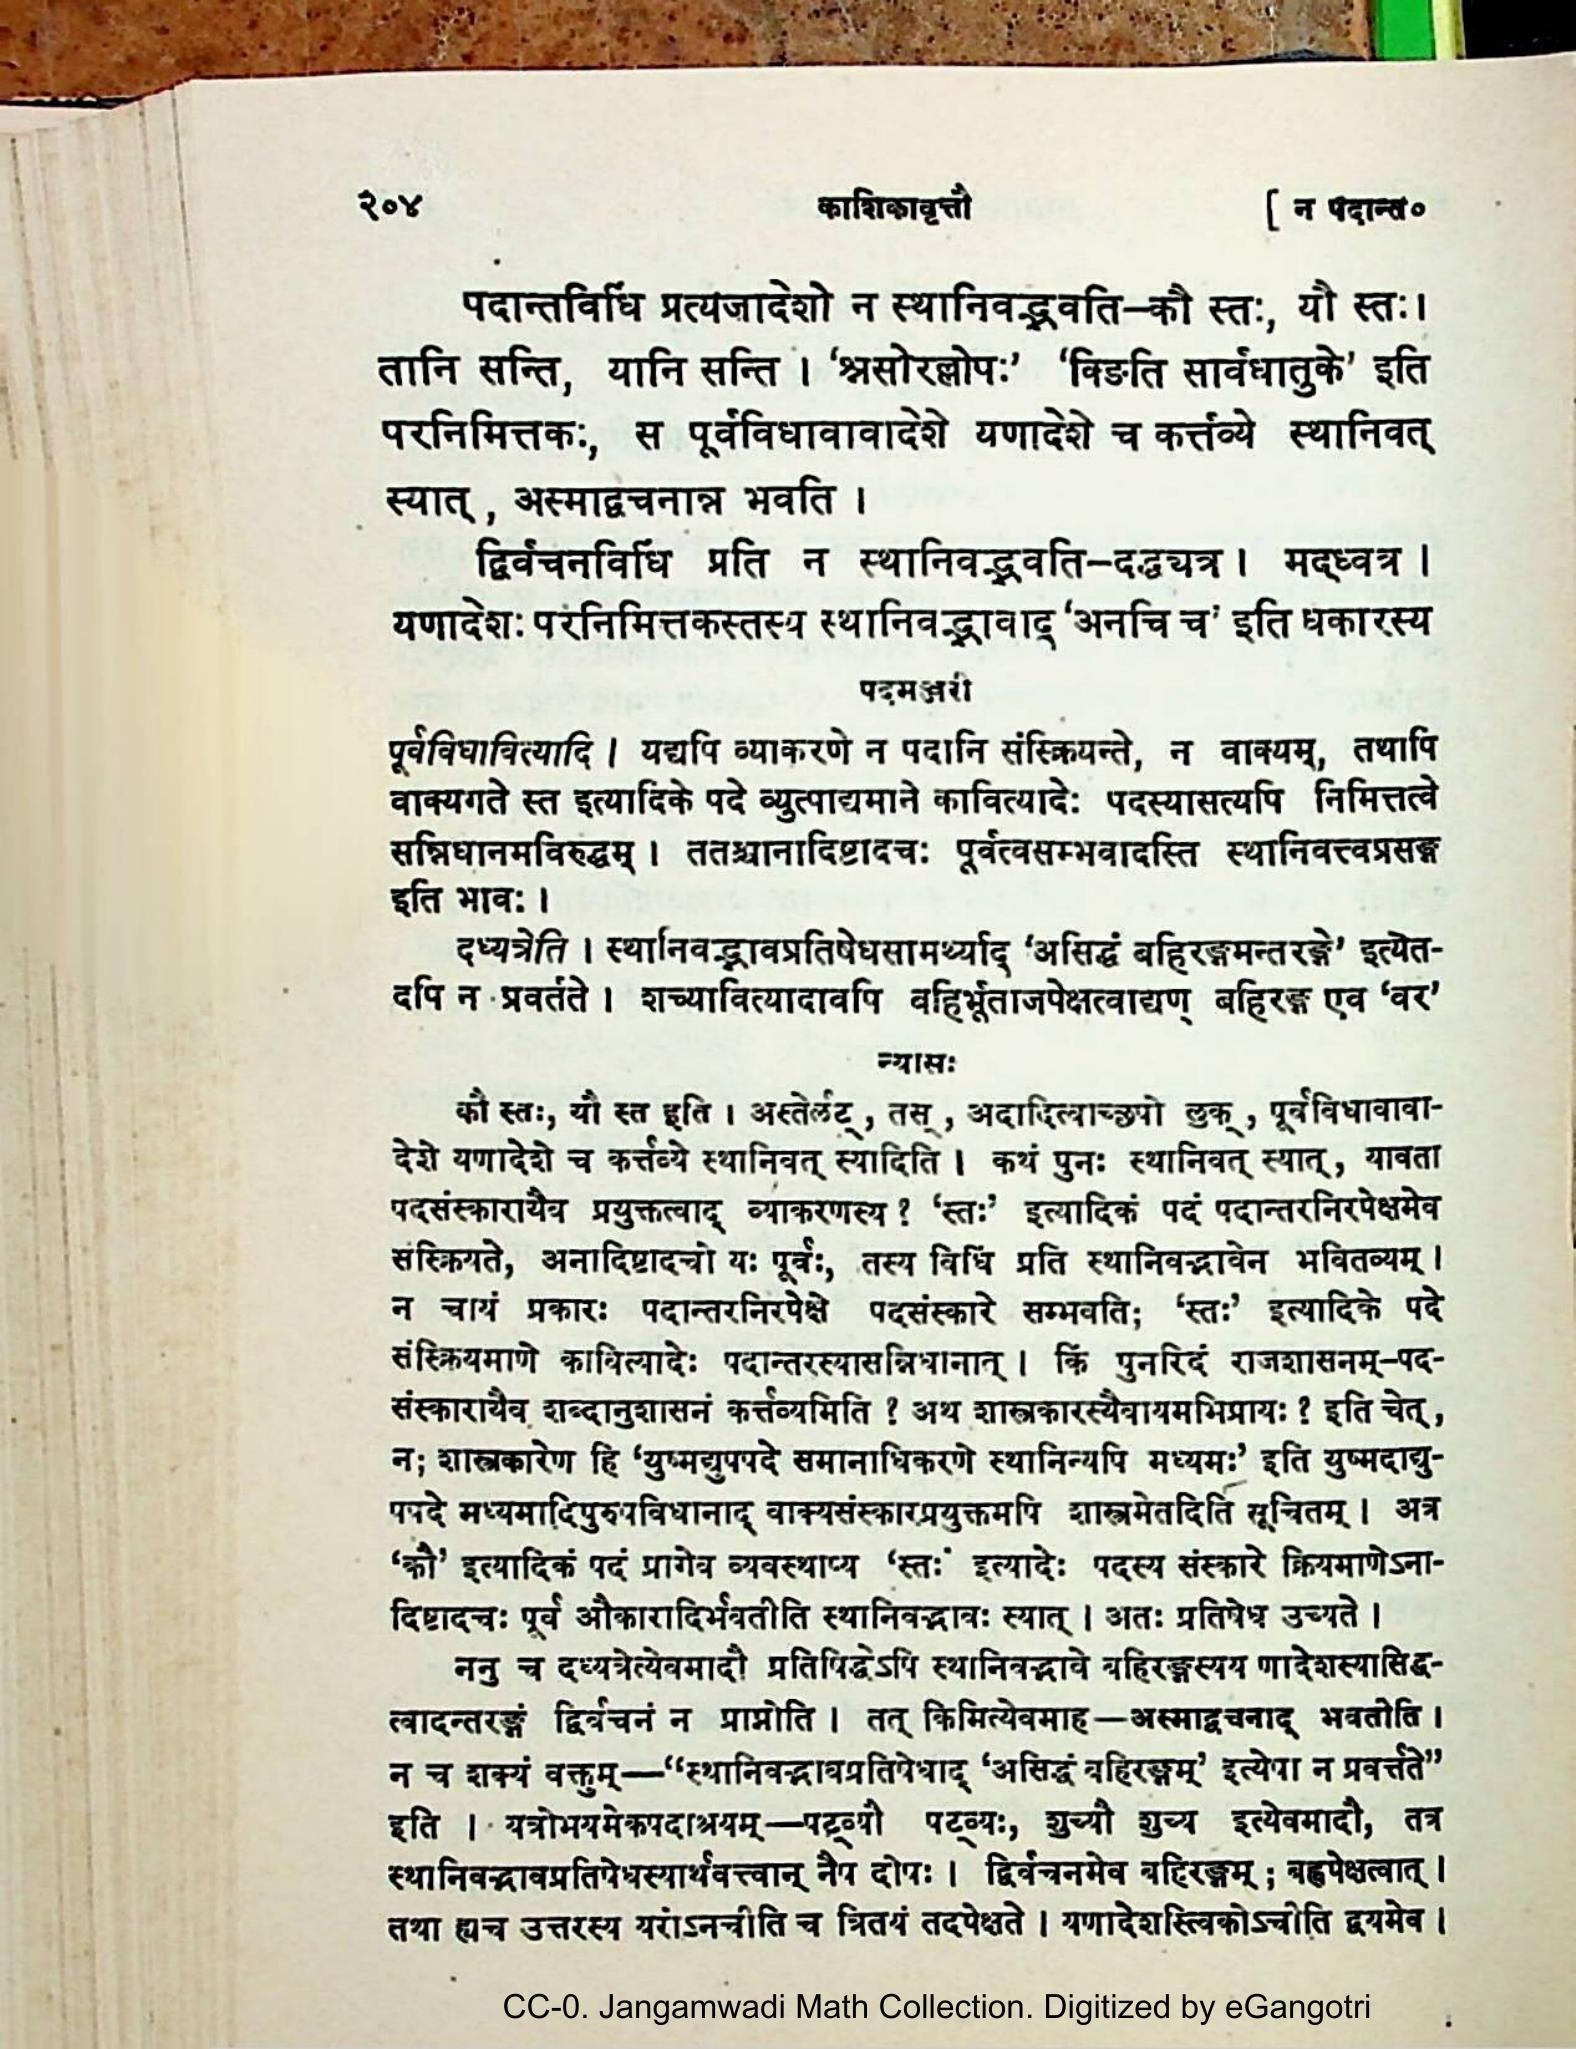 २०४ काशिकावृत्तौ [ न पदान्त०
पदान्तविधिं प्रत्यजादेशो न स्थानिवद्भवति–कौ स्तः, यौ स्तः।
तानि सन्ति, यानि सन्ति । ‘श्नसोरल्लोपः’ ‘क्ङिति सार्वधातुके’ इति
परनिमित्तकः, स पूर्वविधावावादेशे यणादेशे च कर्त्तव्ये स्थानिवत्
स्यात् , अस्माद्वचनान्न भवति ।
द्विर्वचनविधिं प्रति न स्थानिवद्भवति–दद्ध्यत्र । मद्ध्वत्र ।
यणादेशः परनिमित्तकस्तस्य स्थानिवद्भावाद् ‘अनचि च’ इति धकारस्य
पदमञ्जरी
पूर्वविधावित्यादि । यद्यपि व्याकरणे न पदानि संस्क्रियन्ते, न वाक्यम्, तथापि
वाक्यगते स्त इत्यादिके पदे व्युत्पाद्यमाने कावित्यादेः पदस्यासत्यपि निमित्तत्वे
सन्निधानमविरुद्धम् । ततश्चानादिष्टादचः पूर्वत्वसम्भवादस्ति स्थानिवत्त्वप्रसङ्ग
इति भावः ।
दध्यत्रेति । स्थानिवद्भावप्रतिषेधसामर्थ्याद् ‘असिद्धं बहिरङ्गमन्तरङ्गे’ इत्येत-
दपि न प्रवर्तते । शच्यावित्यादावपि बहिर्भूताजपेक्षत्वाद्यण् बहिरङ्ग एव ‘वर’
न्यासः
कौ स्तः, यौ स्त इति । अस्तेर्लट् , तस् , अदादित्वाच्छपो लुक् , पूर्वविधावावा-
देशे यणादेशे च कर्त्तव्ये स्थानिवत् स्यादिति । कथं पुनः स्थानिवत् स्यात् , यावता
पदसंस्कारायैव प्रयुक्तत्वाद् व्याकरणस्य ? ‘स्तः’ इत्यादिकं पदं पदान्तरनिरपेक्षमेव
संस्क्रियते, अनादिष्टादचो यः पूर्वः, तस्य विधिं प्रति स्थानिवद्भावेन भवितव्यम् ।
न चायं प्रकारः पदान्तरनिरपेक्षे पदसंस्कारे सम्भवति; ‘स्तः’ इत्यादिके पदे
संस्क्रियमाणे कावित्यादेः पदान्तरस्यासन्निधानात् । किं पुनरिदं राजशासनम्–पद-
संस्कारायैव शब्दानुशासनं कर्त्तव्यमिति ? अथ शास्त्रकारस्यैवायमभिप्रायः ? इति चेत् ,
न; शास्त्रकारेण हि ‘युष्मद्युपपदे समानाधिकरणे स्थानिन्यपि मध्यमः’ इति युष्मदाद्यु-
पपदे मध्यमादिपुरुषविधानाद् वाक्यसंस्कारप्रयुक्तमपि शास्त्रमेतदिति सूचितम् । अत्र
‘कौ’ इत्यादिकं पदं प्रागेव व्यवस्थाप्य ‘स्तः’ इत्यादेः पदस्य संस्कारे क्रियमाणेऽना-
दिष्टादचः पूर्व औकारादिर्भवतीति स्थानिवद्भावः स्यात् । अतः प्रतिषेध उच्यते ।
ननु च दध्यत्रेत्येवमादौ प्रतिषिद्धेऽपि स्थानिवद्भावे बहिरङ्गस्यय णादेशस्यासिद्ध-
त्वादन्तरङ्गं द्विर्वचनं न प्राप्नोति । तत् किमित्येवमाह—अस्माद्वचनाद् भवतीति ।
न च शक्यं वक्तुम्—“स्थानिवद्भावप्रतिषेधाद् ‘असिद्धं बहिरङ्गम्’ इत्येषा न प्रवर्त्तते”
इति । यत्रोभयमेकपदाश्रयम्—पट्व्यौ पट्व्यः, शुच्यौ शुच्य इत्येवमादौ, तत्र
स्थानिवद्भावप्रतिषेधस्यार्थवत्त्वान् नैष दोषः । द्विर्वचनमेव बहिरङ्गम् ; बह्वपेक्षत्वात् ।
तथा ह्यच उत्तरस्य यरोऽनचीति च त्रितयं तदपेक्षते । यणादेशस्त्विकोऽचीति द्वयमेव ।
CC-0. Jangamwadi Math Collection. Digitized by eGangotri